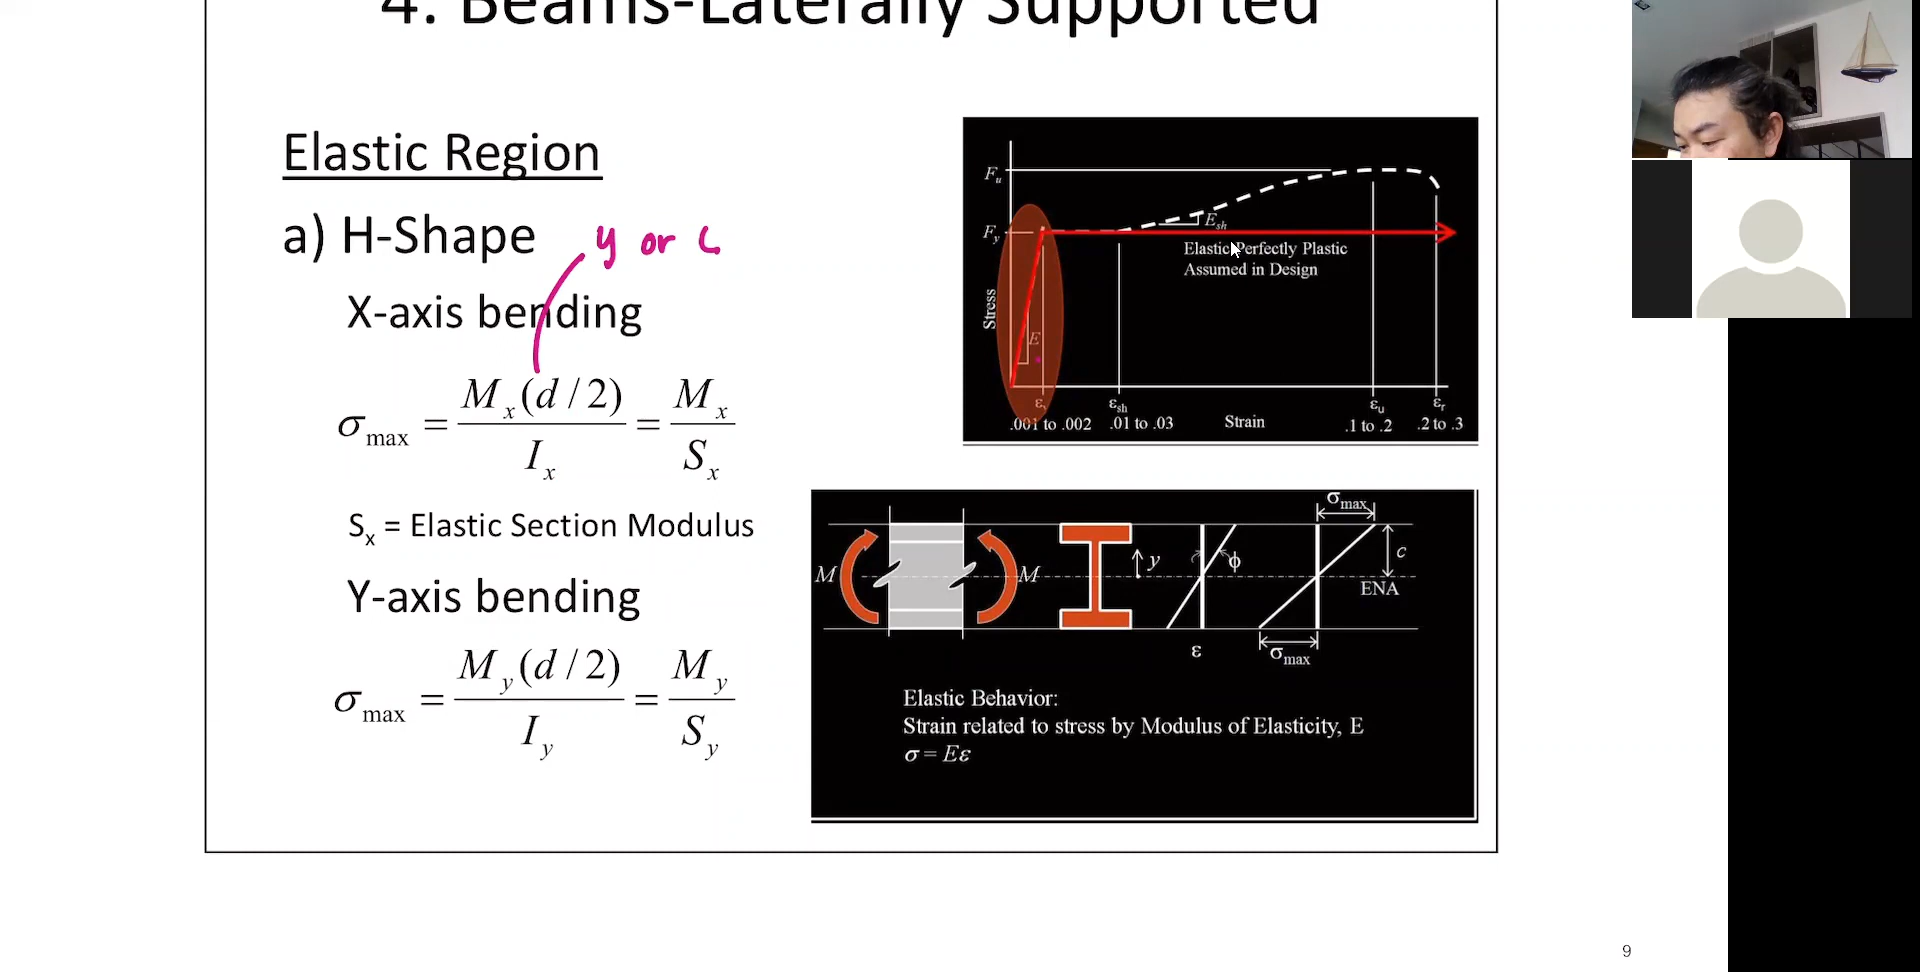 4. Beams-Laterally Supported
Elastic Region
a) H-Shape
y or c
X-axis bending
σmax = Mx(d/2)/Ix = Mx/Sx
Sx = Elastic Section Modulus
Y-axis bending
σmax = My(d/2)/Iy = My/Sy
Fu
Fy
Stress
E
Esh
Elastic Perfectly Plastic
Assumed in Design
εsh
εu
εr
.001 to .002
.01 to .03
Strain
.1 to .2
.2 to .3
σmax
M
M
y
ϕ
c
ENA
ε
σmax
Elastic Behavior:
Strain related to stress by Modulus of Elasticity, E
σ = Eε
9